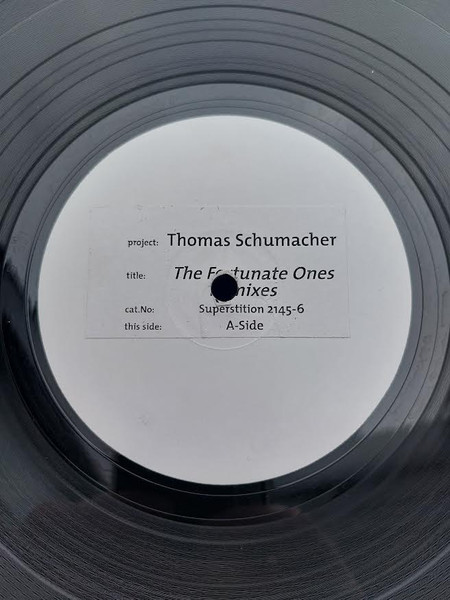 project: Thomas Schumacher
title: The Fortunate Ones
Remixes
cat.No: Superstition 2145-6
this side: A-Side